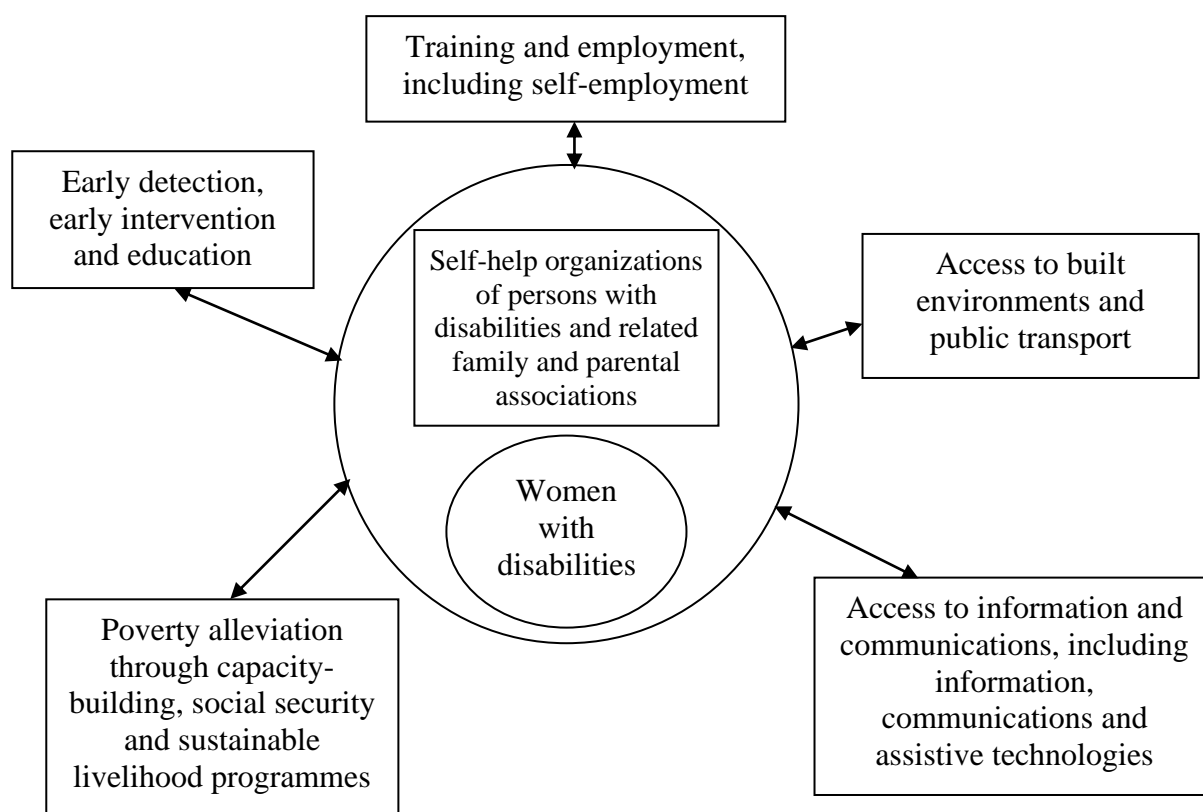 Training and employment,
including self-employment
Early detection,
early intervention
and education
Self-help organizations
of persons with
disabilities and related
family and parental
associations
Access to built
environments and
public transport
Women
with
disabilities
Poverty alleviation
through capacity-
building, social security
and sustainable
livelihood programmes
Access to information and
communications, including
information,
communications and
assistive technologies